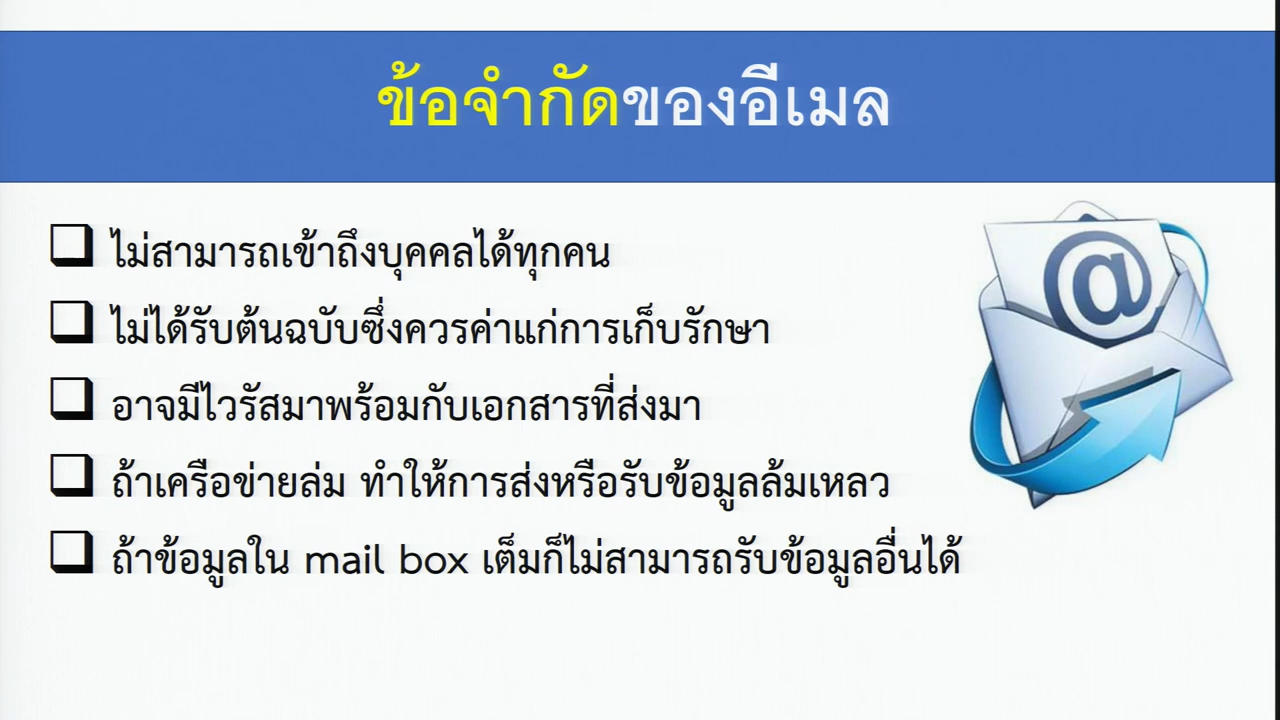 ข้อจำกัดของอีเมล
ไม่สามารถเข้าถึงบุคคลได้ทุกคน
ไม่ได้รับต้นฉบับซึ่งควรค่าแก่การเก็บรักษา
อาจมีไวรัสมาพร้อมกับเอกสารที่ส่งมา
ถ้าเครือข่ายล่ม ทำให้การส่งหรือรับข้อมูลล้มเหลว
ถ้าข้อมูลใน mail box เต็มก็ไม่สามารถรับข้อมูลอื่นได้
@